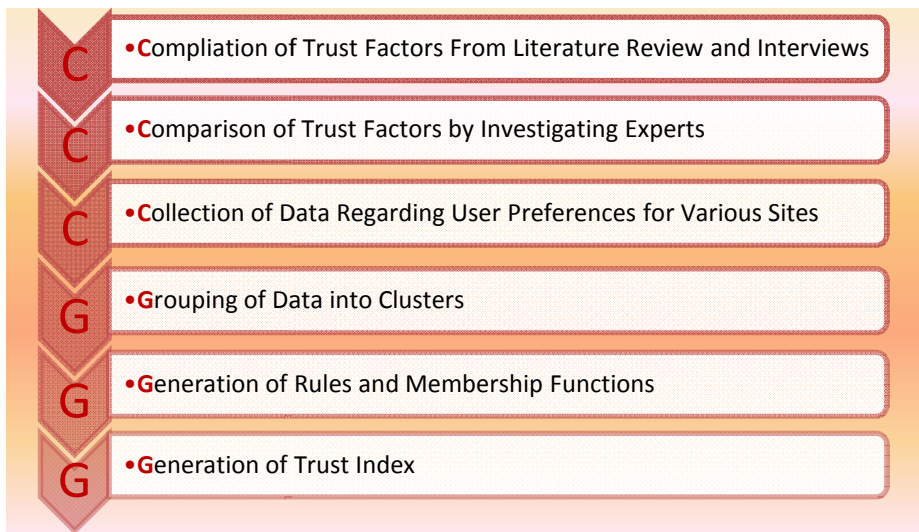 C
•Compliation of Trust Factors From Literature Review and Interviews
C
•Comparison of Trust Factors by Investigating Experts
C
•Collection of Data Regarding User Preferences for Various Sites
G
•Grouping of Data into Clusters
G
•Generation of Rules and Membership Functions
G
•Generation of Trust Index